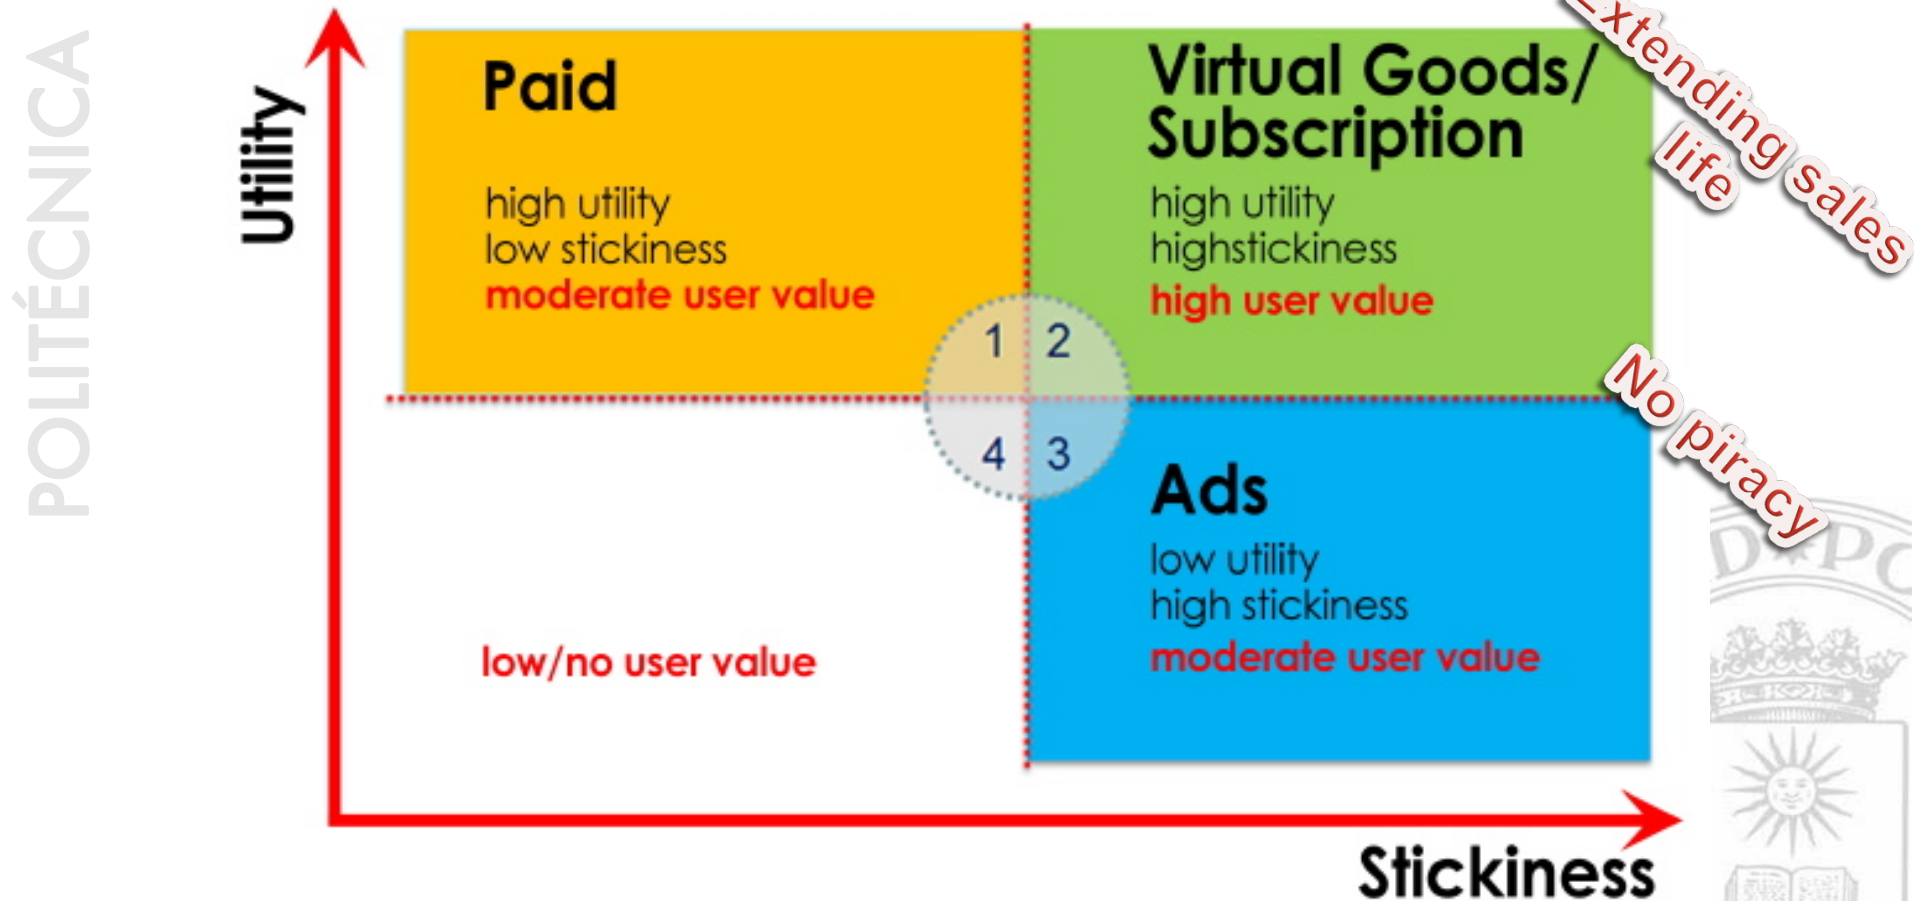 POLITÉCNICA
Utility
Paid
high utility
low stickiness
moderate user value
Virtual Goods/
Subscription
high utility
highstickiness
high user value
Extending sales
life
No piracy
1 2
4 3
low/no user value
Ads
low utility
high stickiness
moderate user value
Stickiness